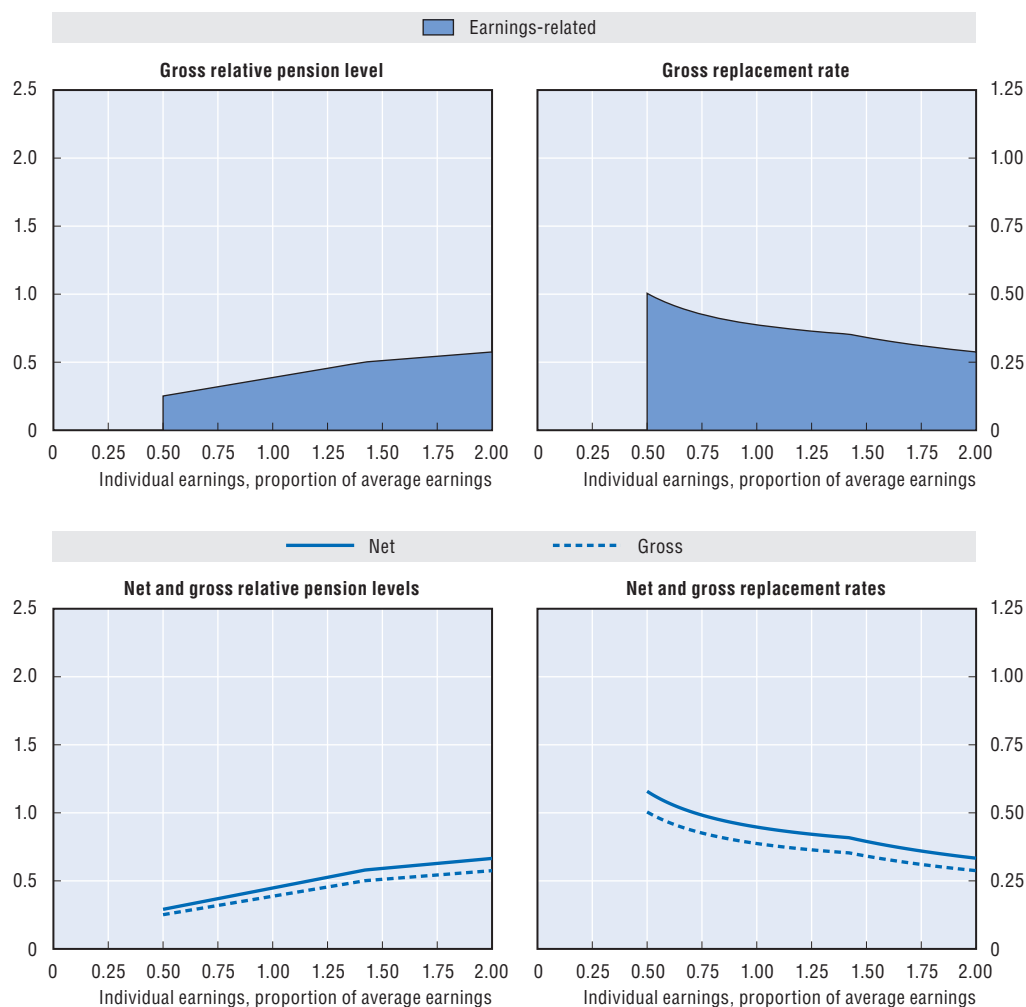 Earnings-related
Gross relative pension level
Gross replacement rate
2.5
2.0
1.5
1.0
0.5
0
1.25
1.00
0.75
0.50
0.25
0
0 0.25 0.50 0.75 1.00 1.25 1.50 1.75 2.00
0 0.25 0.50 0.75 1.00 1.25 1.50 1.75 2.00
Individual earnings, proportion of average earnings
Individual earnings, proportion of average earnings
Net Gross
Net and gross relative pension levels
Net and gross replacement rates
2.5
2.0
1.5
1.0
0.5
0
1.25
1.00
0.75
0.50
0.25
0
0 0.25 0.50 0.75 1.00 1.25 1.50 1.75 2.00
0 0.25 0.50 0.75 1.00 1.25 1.50 1.75 2.00
Individual earnings, proportion of average earnings
Individual earnings, proportion of average earnings